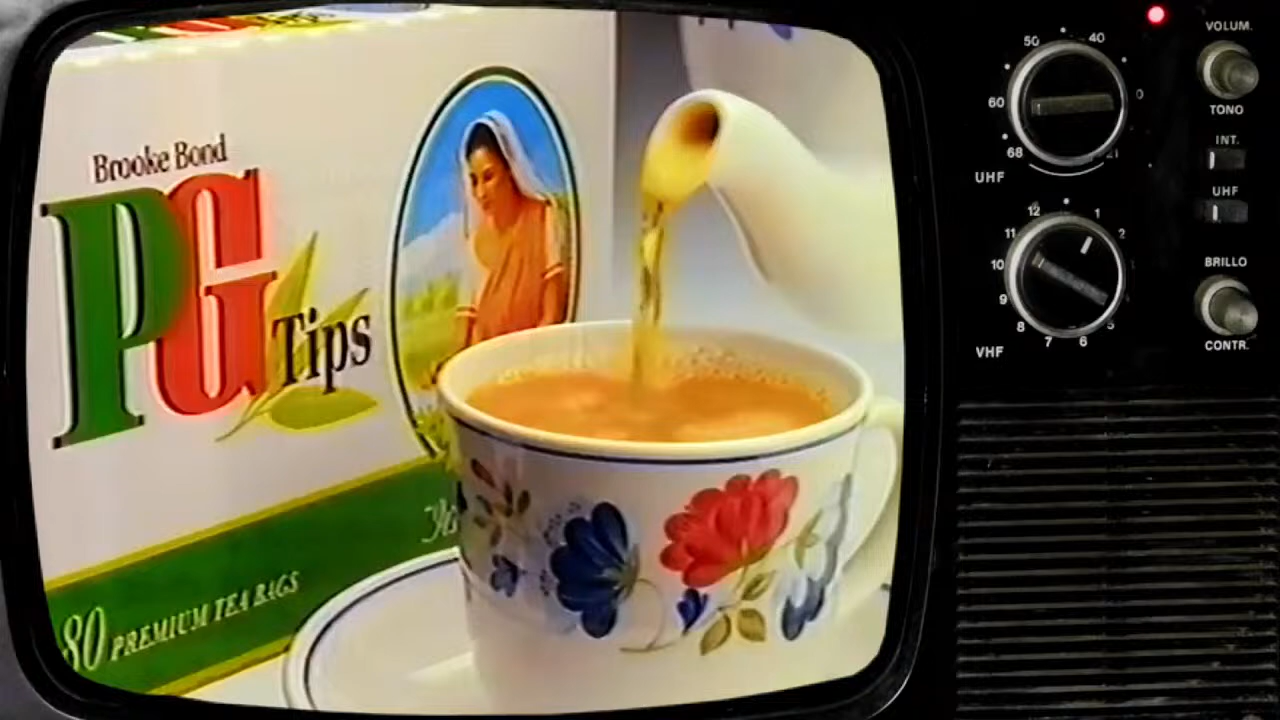 Brooke Bond
PG
Tips
80 PREMIUM TEA BAGS
50
40
60
0
68
21
UHF
12
1
11
2
10
9
5
8
7
6
VHF
VOLUM.
TONO
INT.
UHF
BRILLO
CONTR.